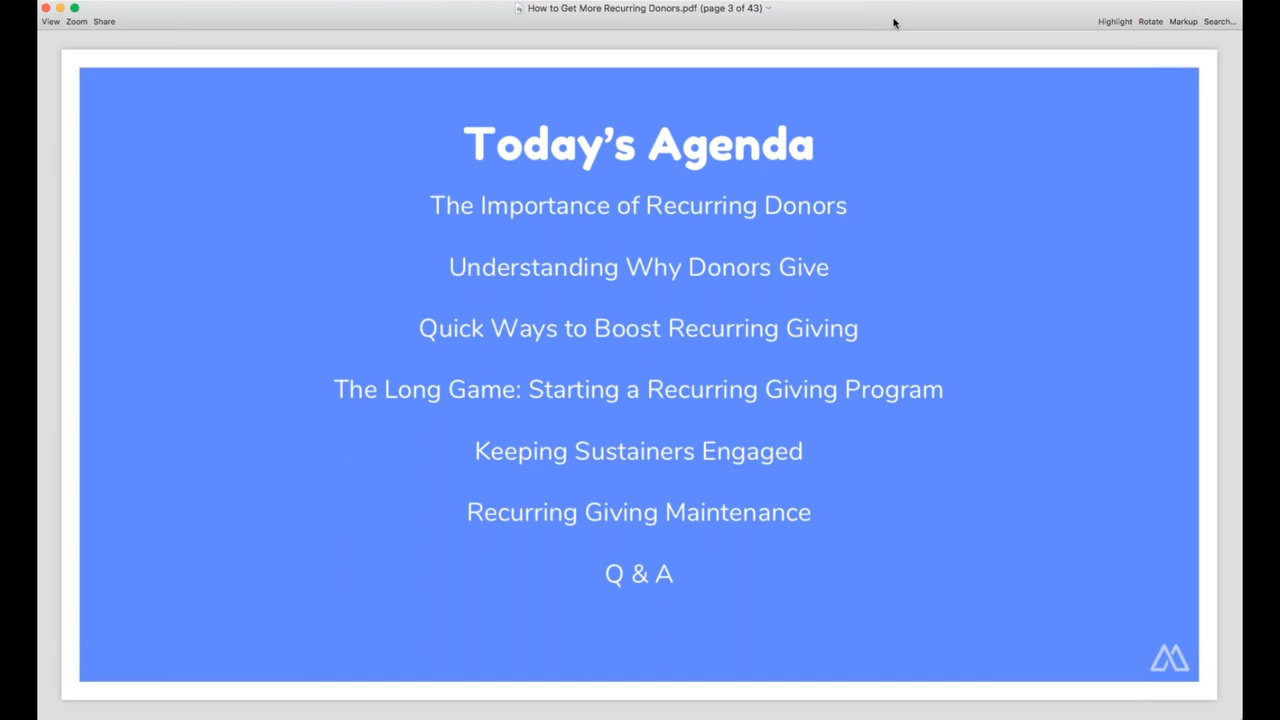 How to Get More Recurring Donors.pdf (page 3 of 43)
View Zoom Share
Highlight Rotate Markup Search...
Today's Agenda
The Importance of Recurring Donors
Understanding Why Donors Give
Quick Ways to Boost Recurring Giving
The Long Game: Starting a Recurring Giving Program
Keeping Sustainers Engaged
Recurring Giving Maintenance
Q & A